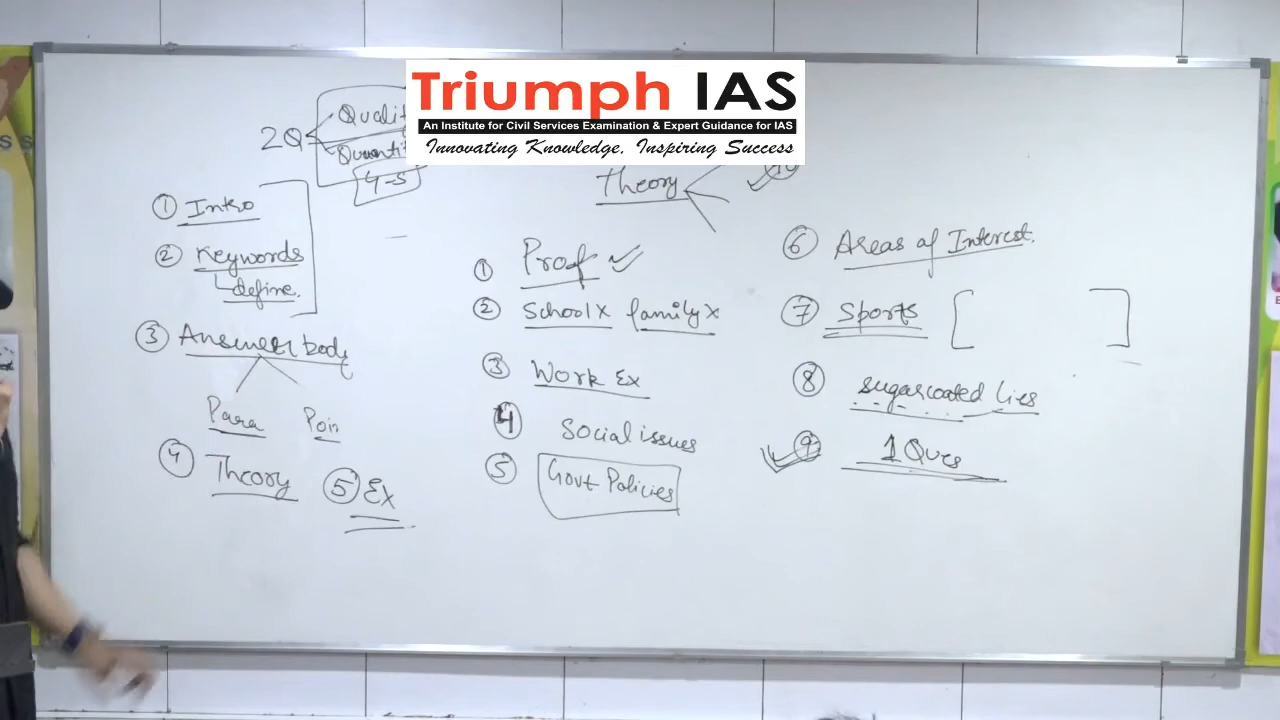 Triumph IAS
An Institute for Civil Services Examination & Expert Guidance for IAS
Innovating Knowledge, Inspiring Success
2Q
Qualit
Quantit
4-5
① Intro
② Keywords
define.
③ Answer body
Para Poin
④ Theory
⑤ Ex
Theory
① Proof
② School x family x
③ Work Ex
④ Social issues
⑤ Govt Policies
⑥ Areas of Interest.
⑦ Sports [ ]
⑧ sugarcoated lies
⑨ 1 Ques